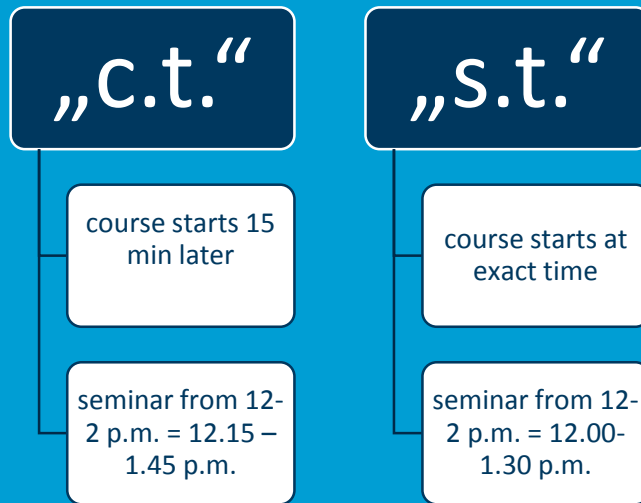 „c.t.“
course starts 15
min later
seminar from 12-
2 p.m. = 12.15 –
1.45 p.m.
„s.t.“
course starts at
exact time
seminar from 12-
2 p.m. = 12.00-
1.30 p.m.